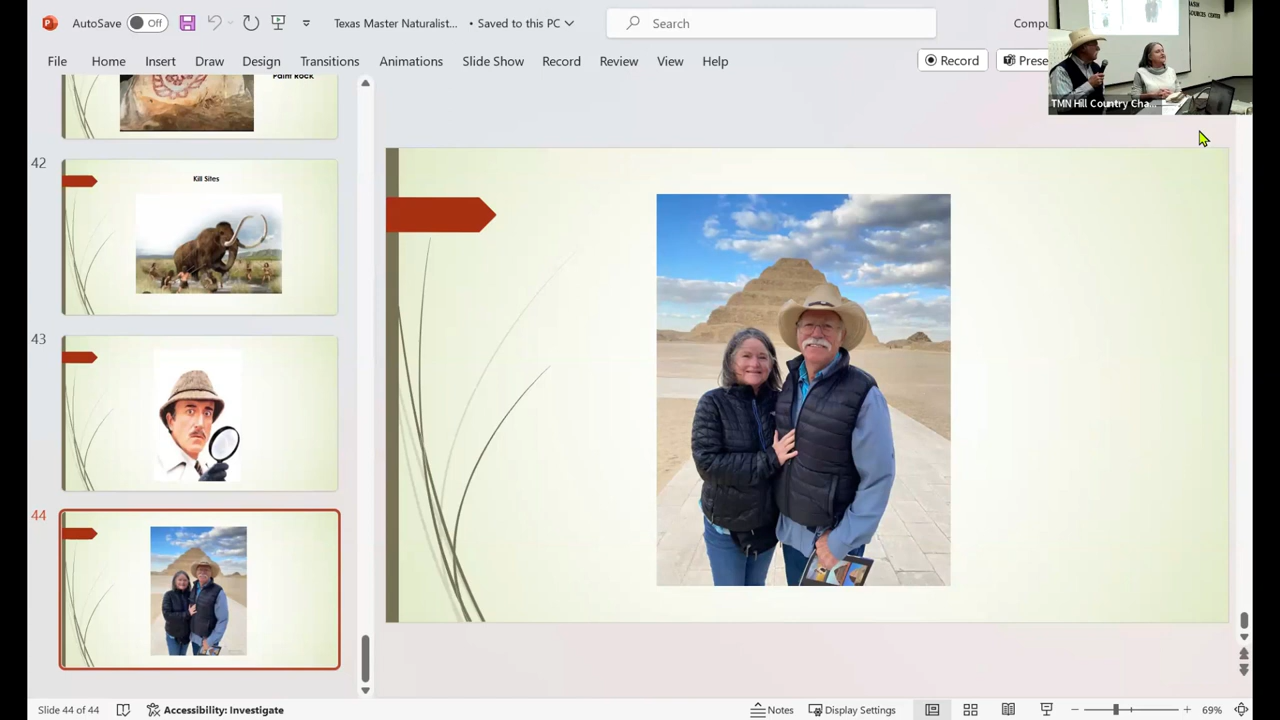 AutoSave Off Texas Master Naturalist... • Saved to this PC Search Compu
File Home Insert Draw Design Transitions Animations Slide Show Record Review View Help Record Prese
TMN Hill Country Cha...
Paint Rock
42
Kill Sites
43
44
Slide 44 of 44 Accessibility: Investigate Notes Display Settings 69%